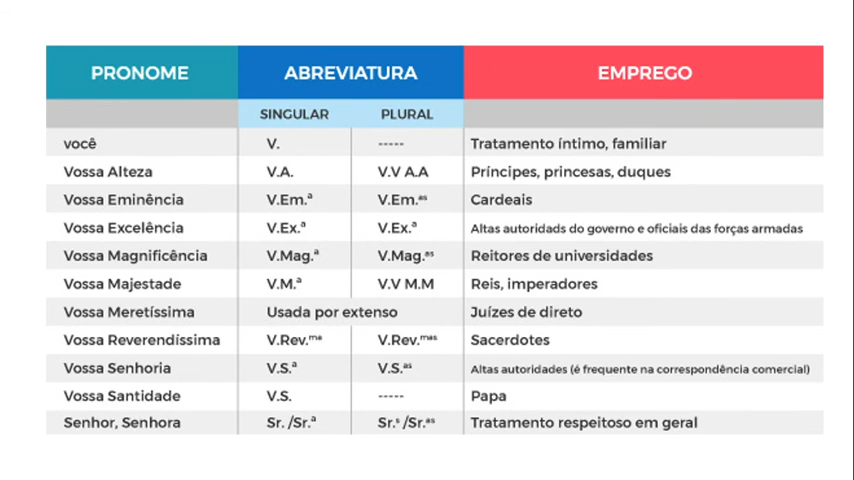 PRONOME ABREVIATURA EMPREGO
SINGULAR PLURAL
você V. ----- Tratamento íntimo, familiar
Vossa Alteza V.A. V.V A.A Príncipes, princesas, duques
Vossa Eminência V.Em.ª V.Em.ᵃˢ Cardeais
Vossa Excelência V.Ex.ª V.Ex.ª Altas autoridads do governo e oficiais das forças armadas
Vossa Magnificência V.Mag.ª V.Mag.ᵃˢ Reitores de universidades
Vossa Majestade V.M.ª V.V M.M Reis, imperadores
Vossa Meretíssima Usada por extenso Juízes de direto
Vossa Reverendíssima V.Rev.ᵐᵃ V.Rev.ᵐᵃˢ Sacerdotes
Vossa Senhoria V.S.ª V.S.ᵃˢ Altas autoridades (é frequente na correspondência comercial)
Vossa Santidade V.S. ----- Papa
Senhor, Senhora Sr. /Sr.ª Sr.ˢ /Sr.ᵃˢ Tratamento respeitoso em geral